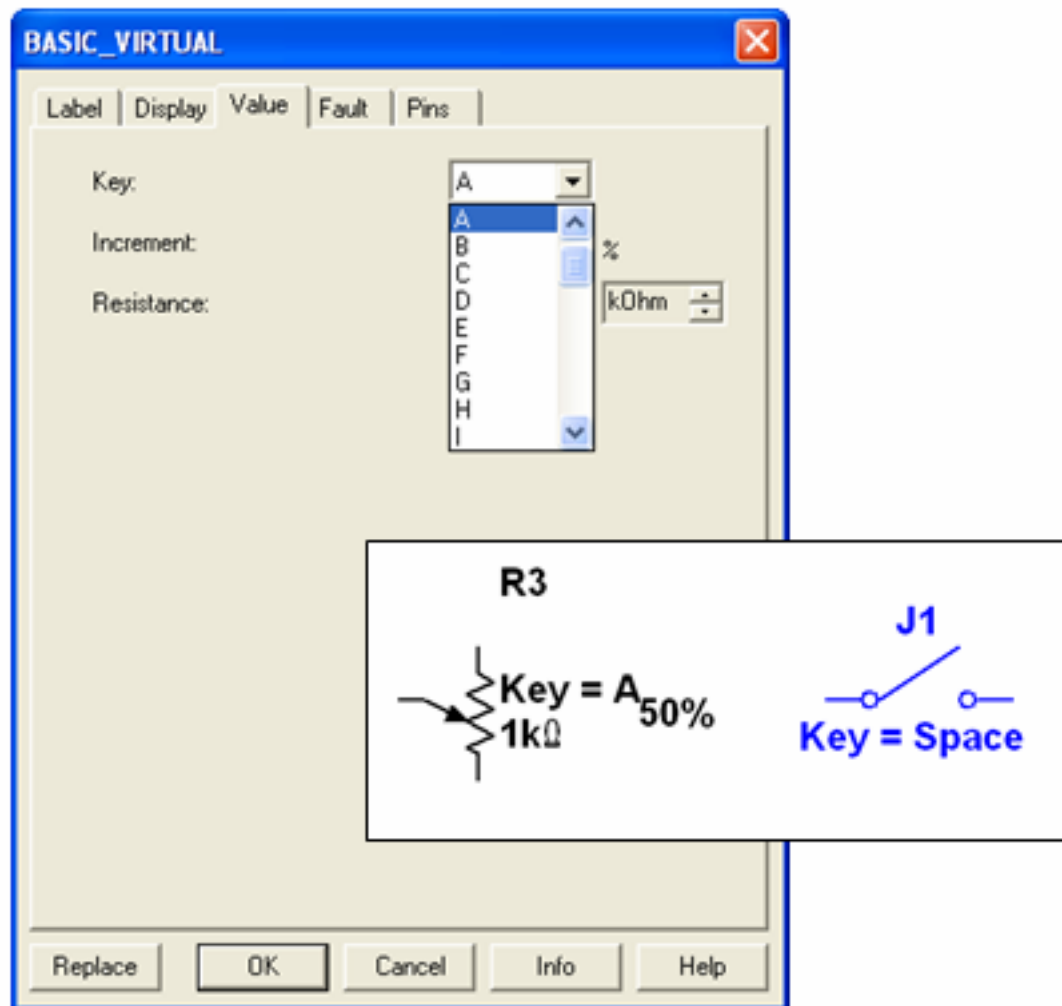 BASIC_VIRTUAL
Label Display Value Fault Pins
Key: A
A
Increment: %
B
C
Resistance: kOhm
D
E
F
G
H
I
R3
J1
Key = A 50%
1kΩ
Key = Space
Replace OK Cancel Info Help